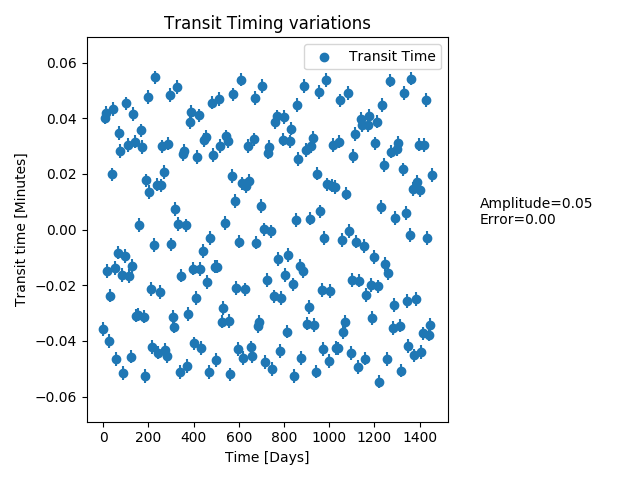 Transit Timing variations
Transit Time
0.06
0.04
0.02
0.00
−0.02
−0.04
−0.06
Transit time [Minutes]
0 200 400 600 800 1000 1200 1400
Time [Days]
Amplitude=0.05
Error=0.00